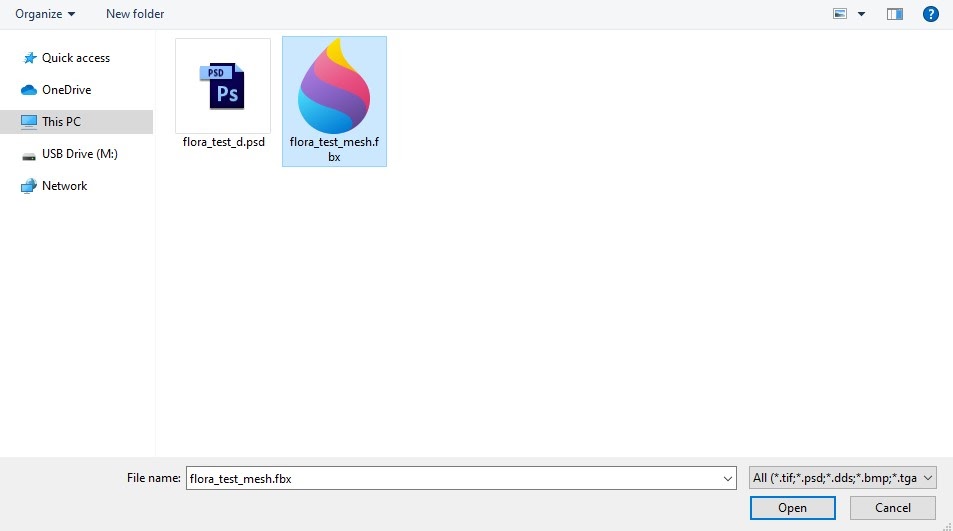 Organize New folder
Quick access
OneDrive
This PC
USB Drive (M:)
Network
PSD
Ps
flora_test_d.psd
flora_test_mesh.f
bx
File name: flora_test_mesh.fbx All (*.tif;*.psd;*.dds;*.bmp;*.tga
Open Cancel